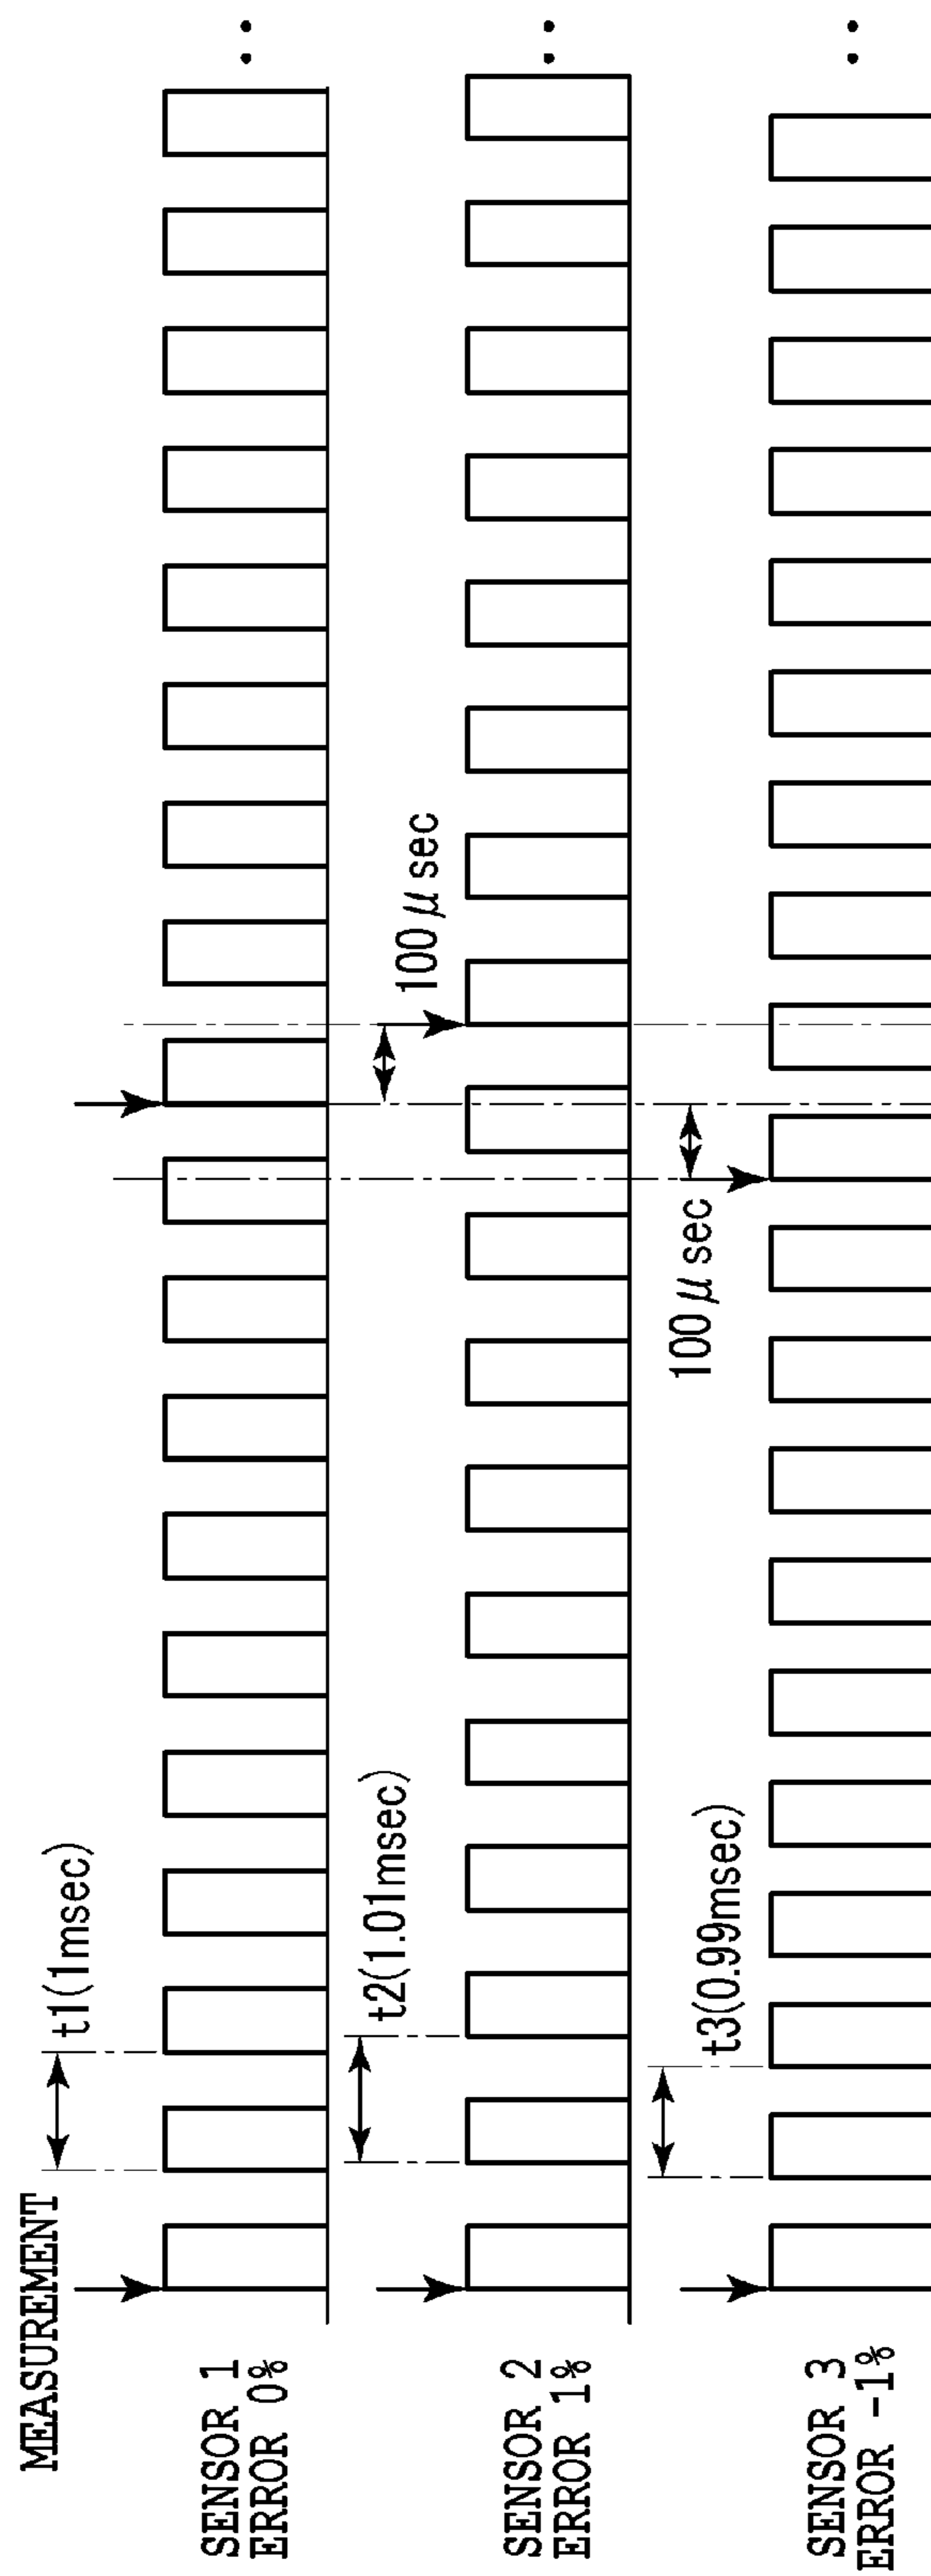 MEASUREMENT
t1(1msec)
SENSOR 1
ERROR 0%
100μsec
t2(1.01msec)
SENSOR 2
ERROR 1%
100μsec
t3(0.99msec)
SENSOR 3
ERROR -1%